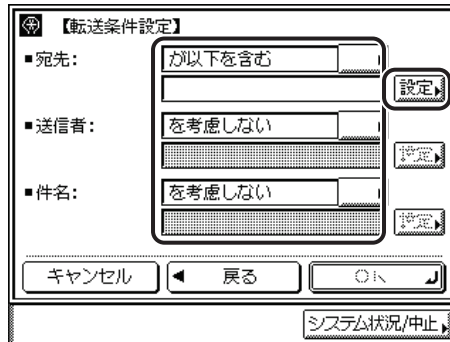 【転送条件設定】
■宛先: が以下を含む
設定
■送信者: を考慮しない
設定
■件名: を考慮しない
設定
キャンセル 戻る OK
システム状況/中止